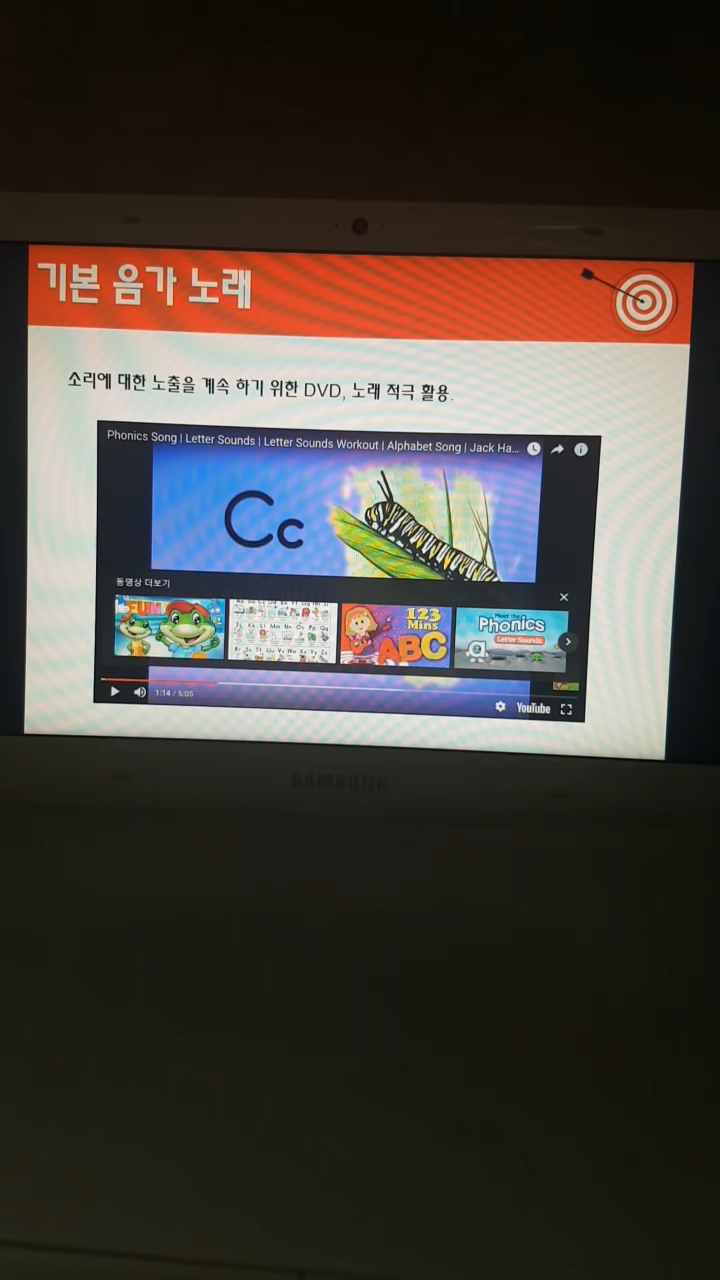 기본 음가 노래
소리에 대한 노출을 계속 하기 위한 DVD, 노래 적극 활용.
Phonics Song | Letter Sounds | Letter Sounds Workout | Alphabet Song | Jack Ha...
Cc
동영상 더보기
FUN
123
Mins
ABC
Meet the
Phonics
Letter Sounds
a
1:14 / 5:05
YouTube
SAMSUNG